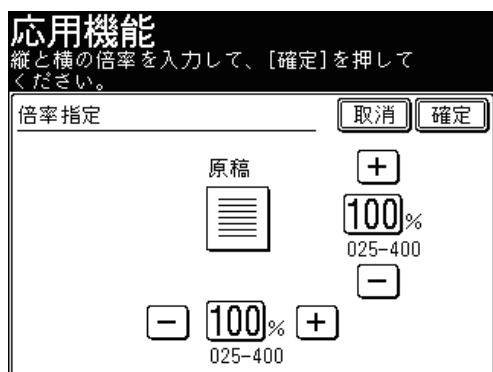 応用機能
縦と横の倍率を入力して、[確定]を押して
ください。
倍率指定 取消 確定
原稿 +
100%
025-400
-
- 100% +
025-400